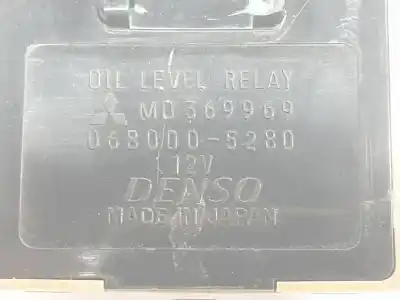 OIL LEVEL RELAY
MD369969
068000-5280
12V
DENSO
MADE IN JAPAN